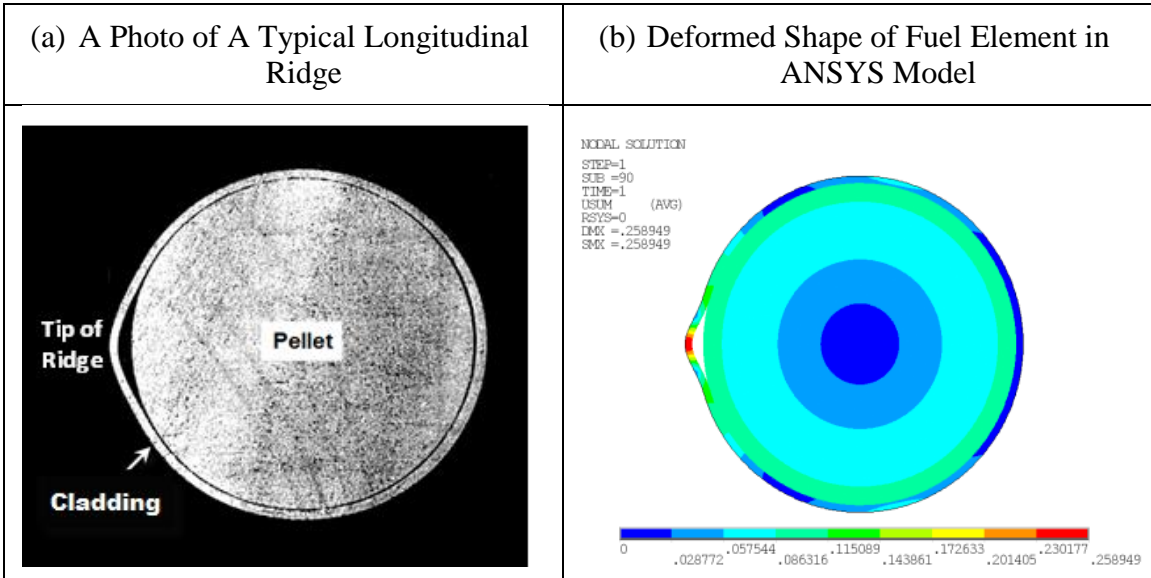 (a) A Photo of A Typical Longitudinal
Ridge
(b) Deformed Shape of Fuel Element in
ANSYS Model
Tip of
Ridge
Pellet
Cladding
NODAL SOLUTION
STEP=1
SUB =90
TIME=1
USUM (AVG)
RSYS=0
DMX =.258949
SMX =.258949
0 .057544 .115089 .172633 .230177
.028772 .086316 .143861 .201405 .258949